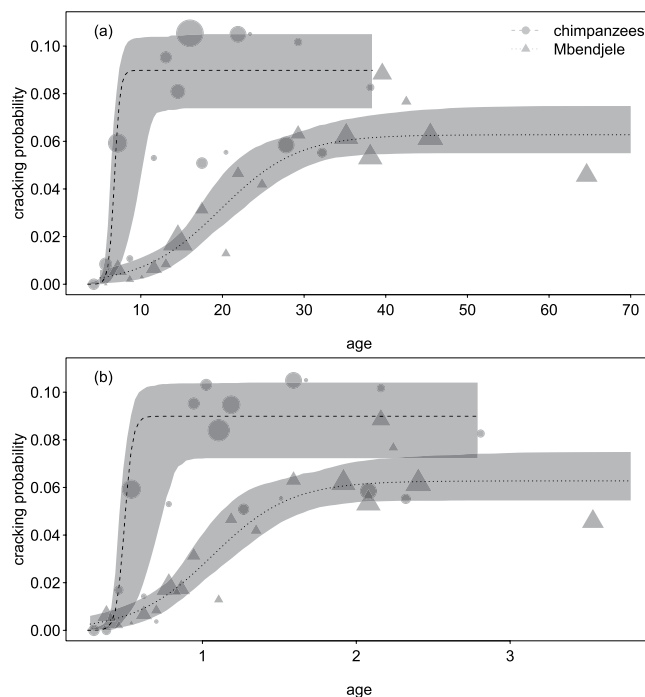 (a)
chimpanzees
Mbendjele
cracking probability
0.10
0.08
0.06
0.04
0.02
0.00
10 20 30 40 50 60 70
age
(b)
cracking probability
0.10
0.08
0.06
0.04
0.02
0.00
1 2 3
age